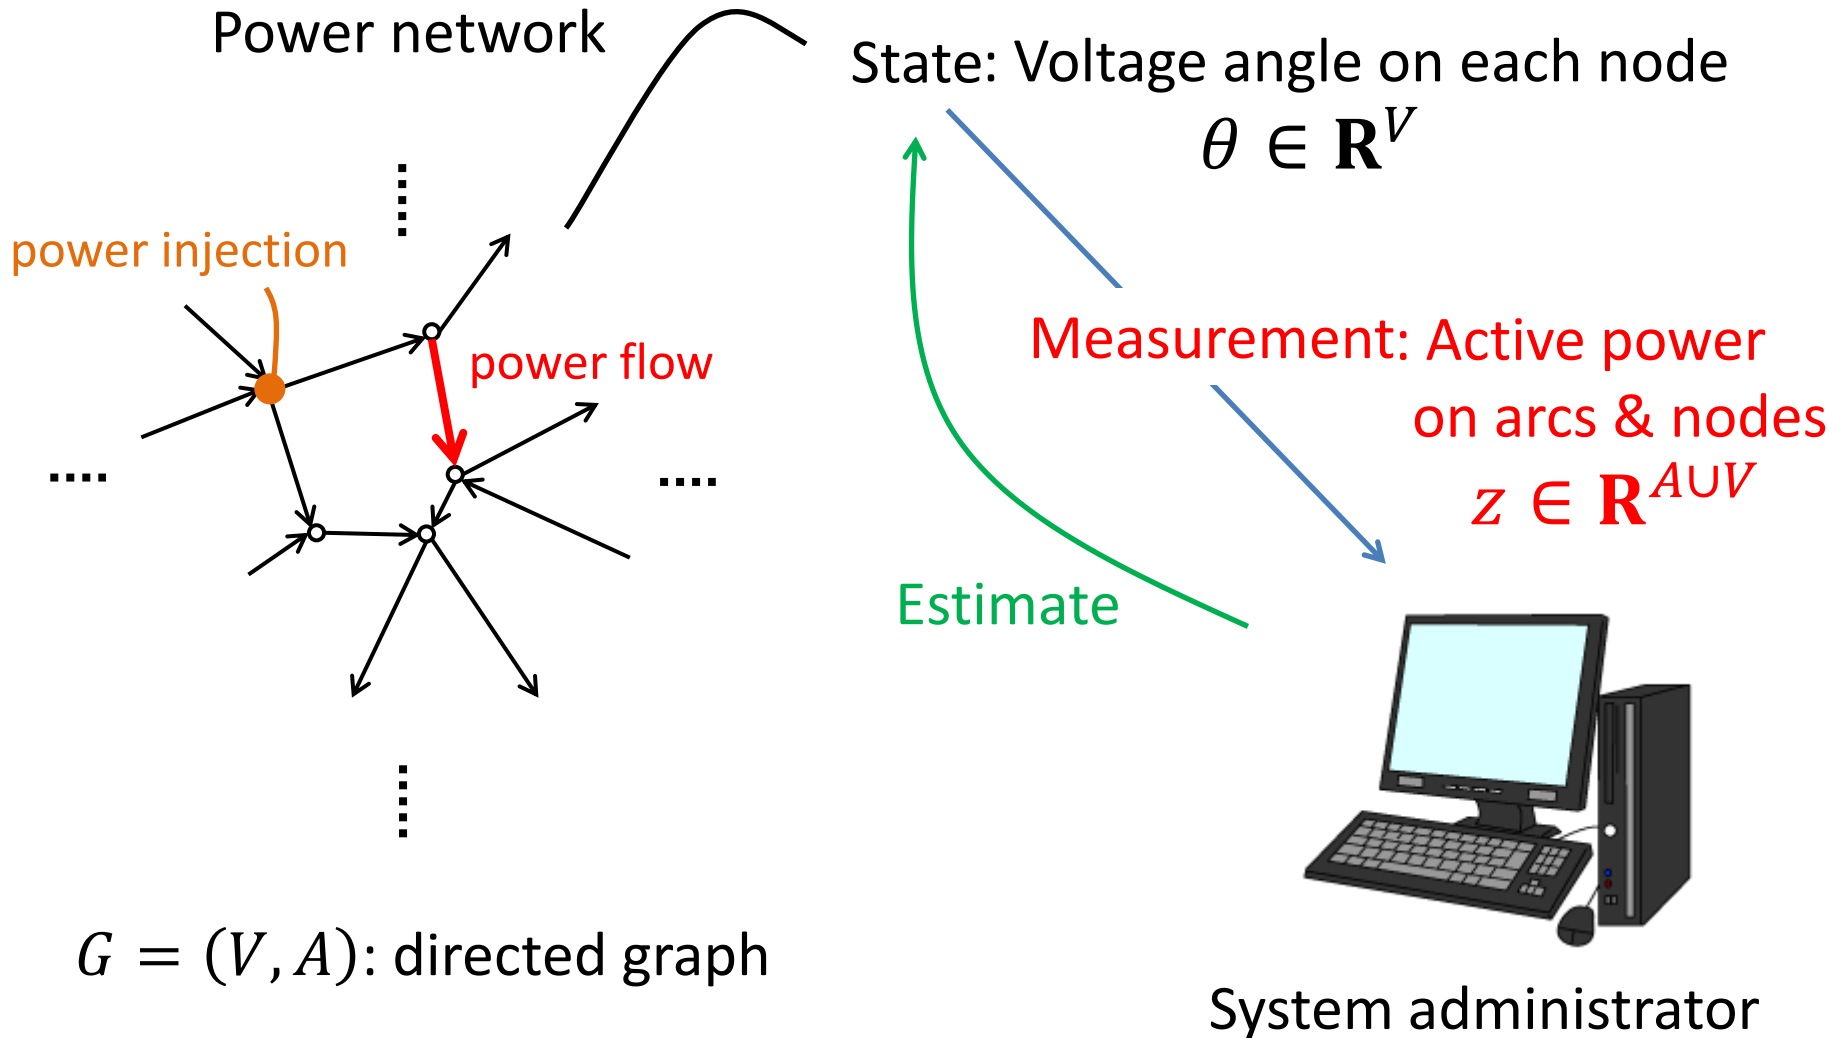 Power network
State: Voltage angle on each node
θ ∈ R^V
power injection
power flow
Measurement: Active power
on arcs & nodes
z ∈ R^{A∪V}
Estimate
G = (V, A): directed graph
System administrator